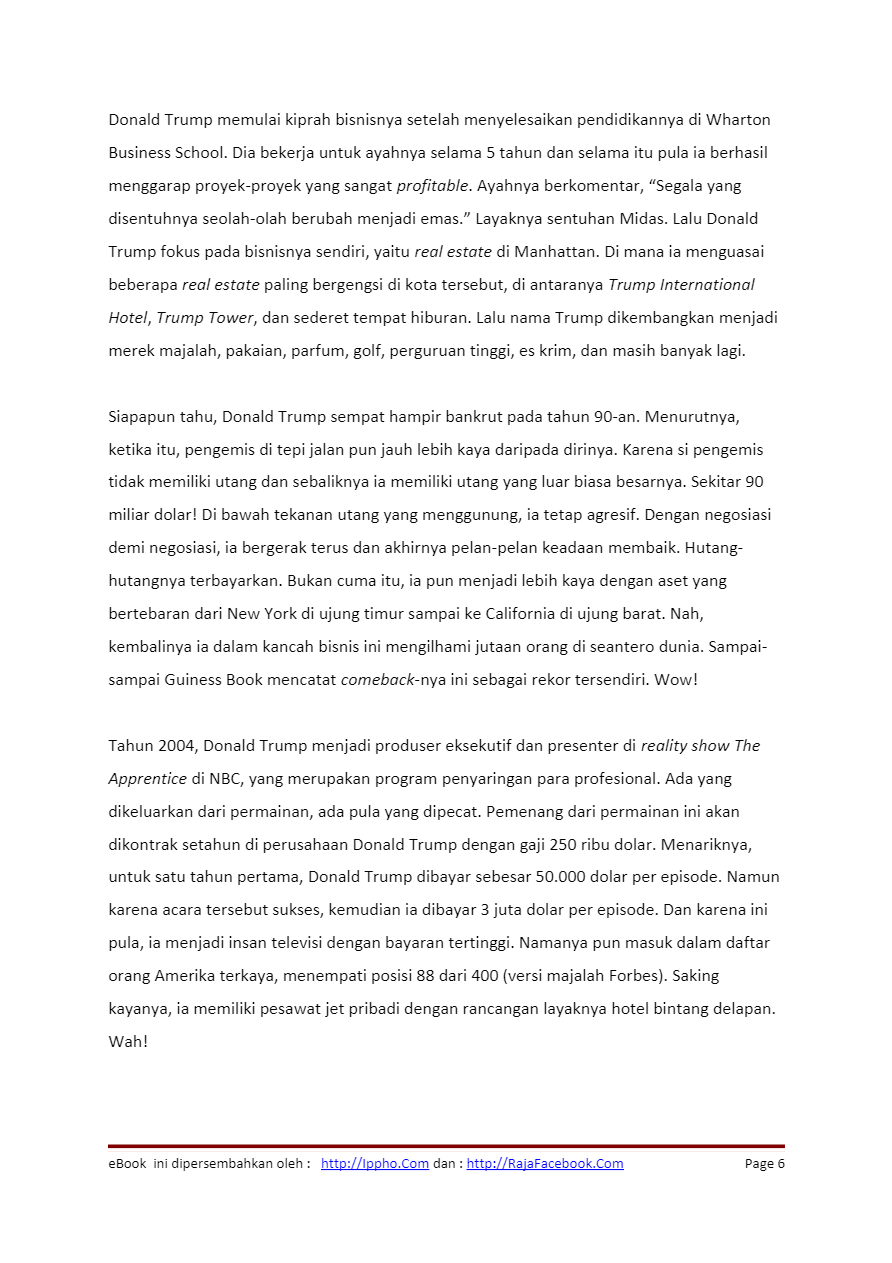 Donald Trump memulai kiprah bisnisnya setelah menyelesaikan pendidikannya di Wharton
Business School. Dia bekerja untuk ayahnya selama 5 tahun dan selama itu pula ia berhasil
menggarap proyek-proyek yang sangat profitable. Ayahnya berkomentar, “Segala yang
disentuhnya seolah-olah berubah menjadi emas.” Layaknya sentuhan Midas. Lalu Donald
Trump fokus pada bisnisnya sendiri, yaitu real estate di Manhattan. Di mana ia menguasai
beberapa real estate paling bergengsi di kota tersebut, di antaranya Trump International
Hotel, Trump Tower, dan sederet tempat hiburan. Lalu nama Trump dikembangkan menjadi
merek majalah, pakaian, parfum, golf, perguruan tinggi, es krim, dan masih banyak lagi.
Siapapun tahu, Donald Trump sempat hampir bankrut pada tahun 90-an. Menurutnya,
ketika itu, pengemis di tepi jalan pun jauh lebih kaya daripada dirinya. Karena si pengemis
tidak memiliki utang dan sebaliknya ia memiliki utang yang luar biasa besarnya. Sekitar 90
miliar dolar! Di bawah tekanan utang yang menggunung, ia tetap agresif. Dengan negosiasi
demi negosiasi, ia bergerak terus dan akhirnya pelan-pelan keadaan membaik. Hutang-
hutangnya terbayarkan. Bukan cuma itu, ia pun menjadi lebih kaya dengan aset yang
bertebaran dari New York di ujung timur sampai ke California di ujung barat. Nah,
kembalinya ia dalam kancah bisnis ini mengilhami jutaan orang di seantero dunia. Sampai-
sampai Guiness Book mencatat comeback-nya ini sebagai rekor tersendiri. Wow!
Tahun 2004, Donald Trump menjadi produser eksekutif dan presenter di reality show The
Apprentice di NBC, yang merupakan program penyaringan para profesional. Ada yang
dikeluarkan dari permainan, ada pula yang dipecat. Pemenang dari permainan ini akan
dikontrak setahun di perusahaan Donald Trump dengan gaji 250 ribu dolar. Menariknya,
untuk satu tahun pertama, Donald Trump dibayar sebesar 50.000 dolar per episode. Namun
karena acara tersebut sukses, kemudian ia dibayar 3 juta dolar per episode. Dan karena ini
pula, ia menjadi insan televisi dengan bayaran tertinggi. Namanya pun masuk dalam daftar
orang Amerika terkaya, menempati posisi 88 dari 400 (versi majalah Forbes). Saking
kayanya, ia memiliki pesawat jet pribadi dengan rancangan layaknya hotel bintang delapan.
Wah!
eBook ini dipersembahkan oleh : http://Ippho.Com dan : http://RajaFacebook.Com Page 6